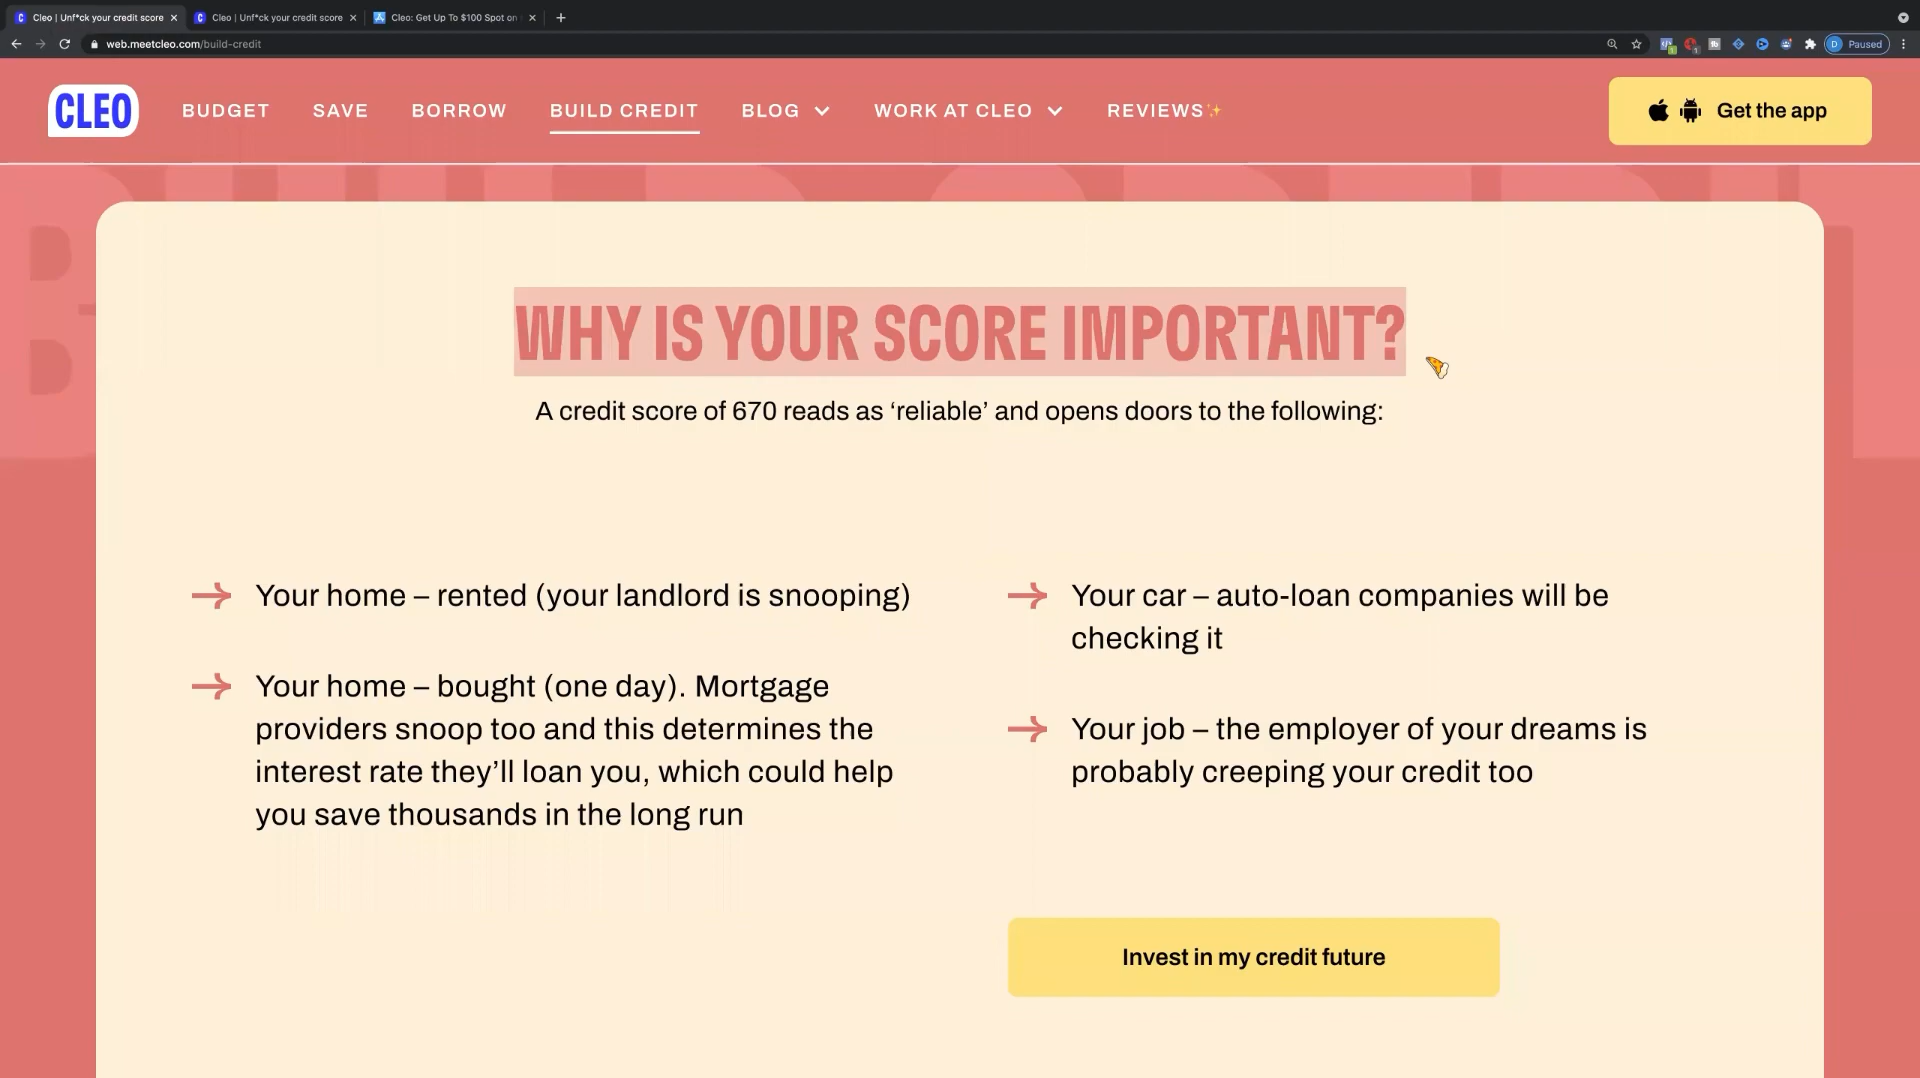 Cleo | Unf*ck your credit score
Cleo | Unf*ck your credit score
Cleo: Get Up To $100 Spot on
web.meetcleo.com/build-credit
Paused
CLEO
BUDGET
SAVE
BORROW
BUILD CREDIT
BLOG
WORK AT CLEO
REVIEWS✨
Get the app
WHY IS YOUR SCORE IMPORTANT?
A credit score of 670 reads as ‘reliable’ and opens doors to the following:
Your home – rented (your landlord is snooping)
Your home – bought (one day). Mortgage
providers snoop too and this determines the
interest rate they’ll loan you, which could help
you save thousands in the long run
Your car – auto-loan companies will be
checking it
Your job – the employer of your dreams is
probably creeping your credit too
Invest in my credit future